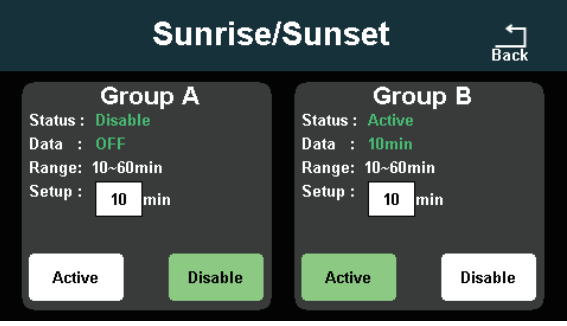 Sunrise/Sunset
Back
Group A
Status : Disable
Data : OFF
Range: 10~60min
Setup : 10 min
Active Disable
Group B
Status : Active
Data : 10min
Range: 10~60min
Setup : 10 min
Active Disable